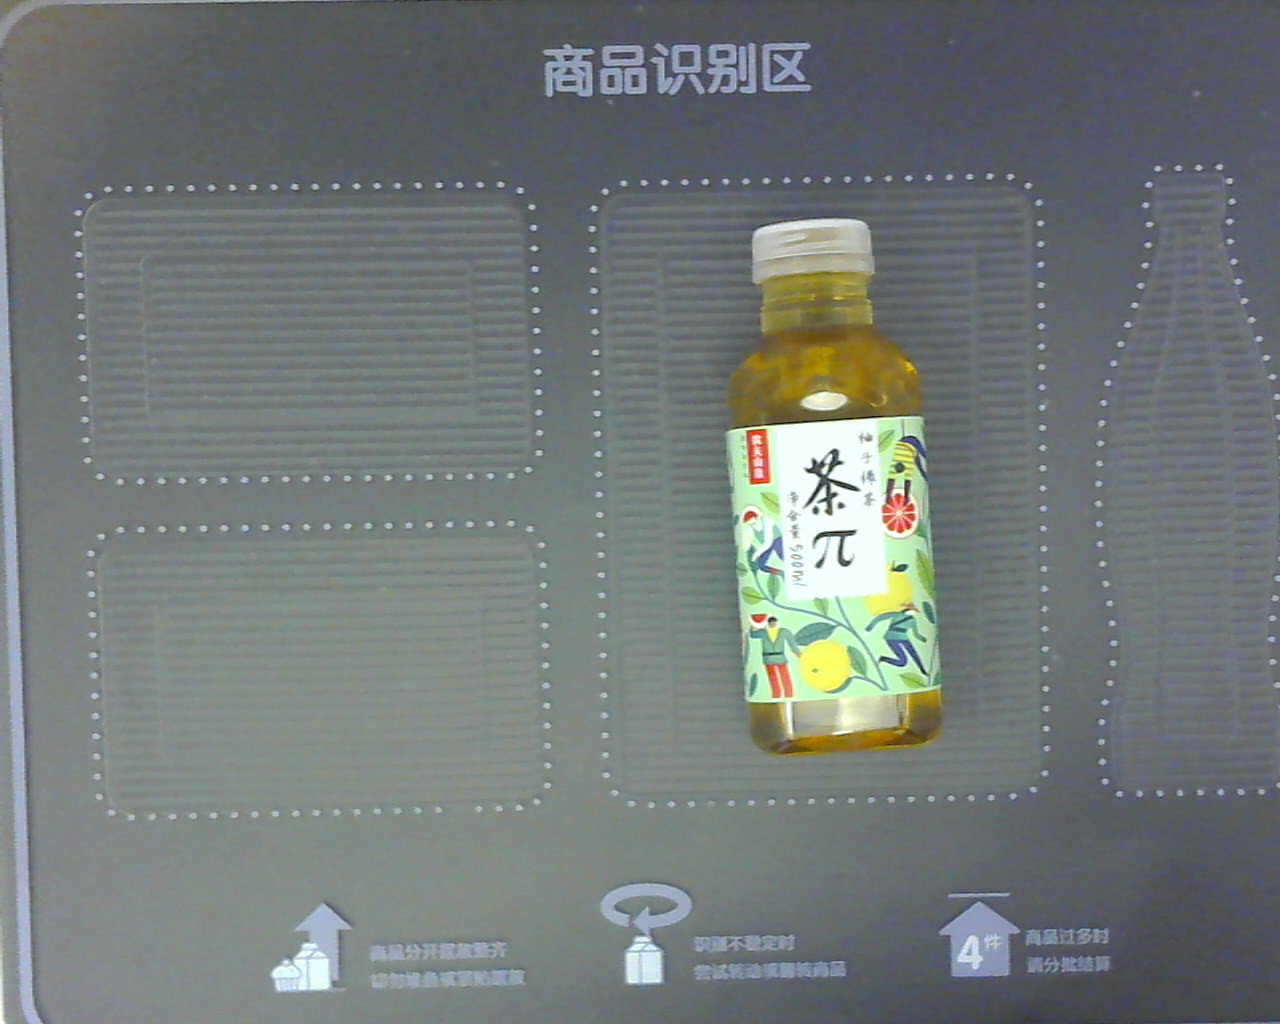 商品识别区
农夫山泉
柚子绿茶
茶π
净含量500ml
商品分开摆放整齐
识别不稳定时
尝试转动或翻转商品
4件
商品过多时
请分批结算